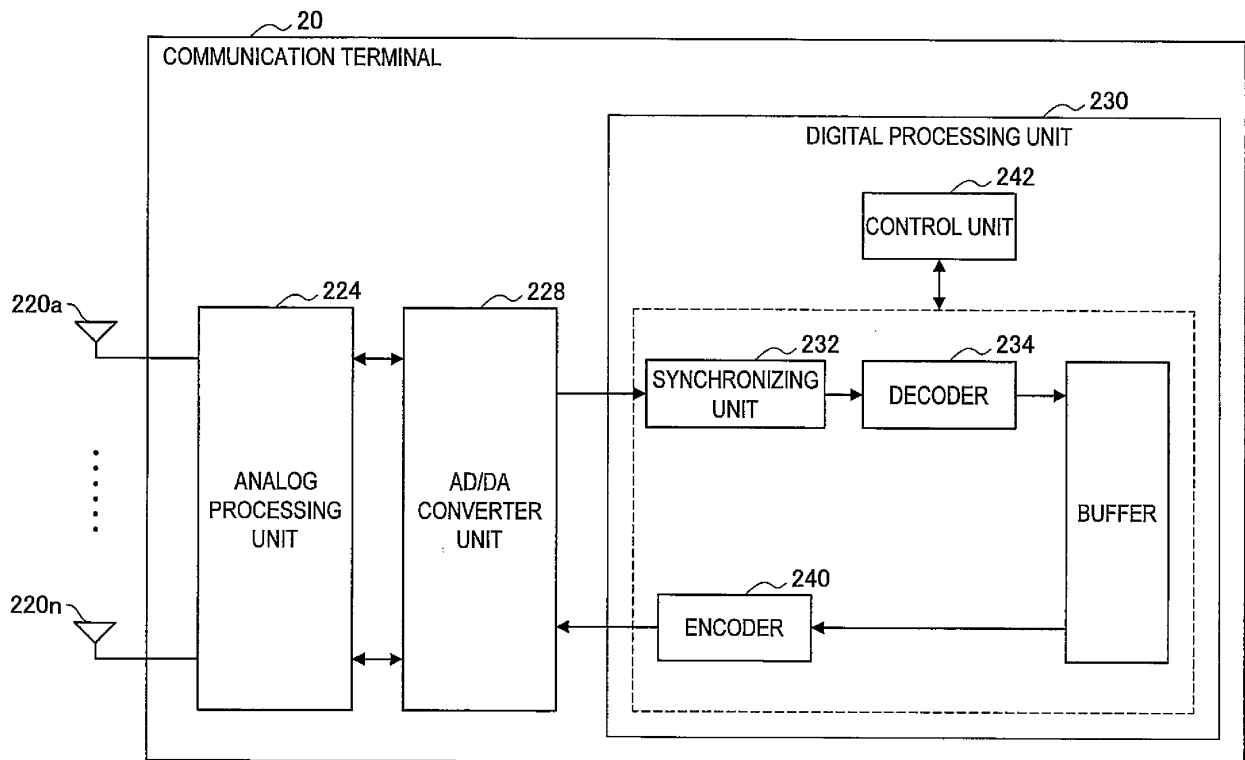 20
COMMUNICATION TERMINAL
230
DIGITAL PROCESSING UNIT
242
CONTROL UNIT
220a
224
228
232
234
SYNCHRONIZING
UNIT
DECODER
ANALOG
PROCESSING
UNIT
AD/DA
CONVERTER
UNIT
BUFFER
240
ENCODER
220n